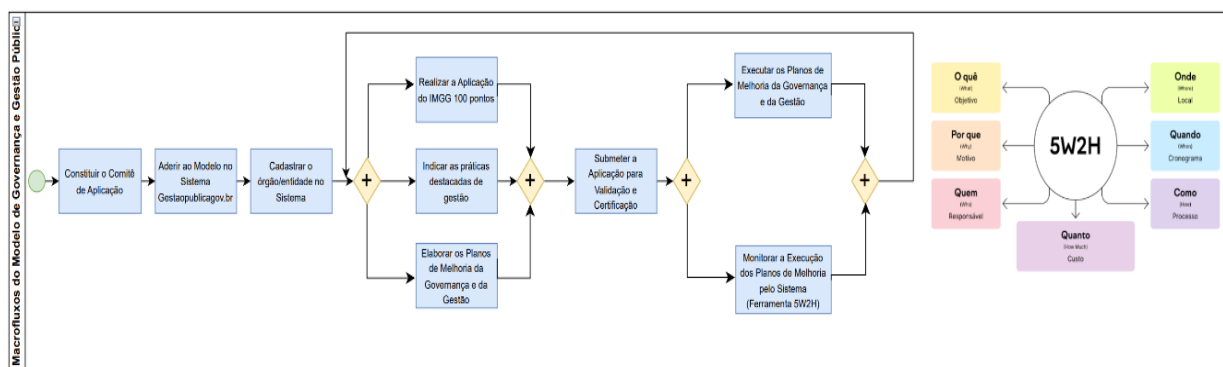 Macrofluxos do Modelo de Governança e Gestão Públic
Constituir o Comitê
de Aplicação
Aderir ao Modelo no
Sistema
Gestaopublicagov.br
Cadastrar o
órgão/entidade no
Sistema
Realizar a Aplicação
do IMGG 100 pontos
Indicar as práticas
destacadas de
gestão
Elaborar os Planos
de Melhoria da
Governança e da
Gestão
Submeter a
Aplicação para
Validação e
Certificação
Executar os Planos de
Melhoria da Governança
e da Gestão
Monitorar a Execução
dos Planos de Melhoria
pelo Sistema
(Ferramenta 5W2H)
5W2H
O quê
(What)
Objetivo
Por que
(Why)
Motivo
Quem
(Who)
Responsável
Quanto
(How Much)
Custo
Onde
(Where)
Local
Quando
(When)
Cronograma
Como
(How)
Processo